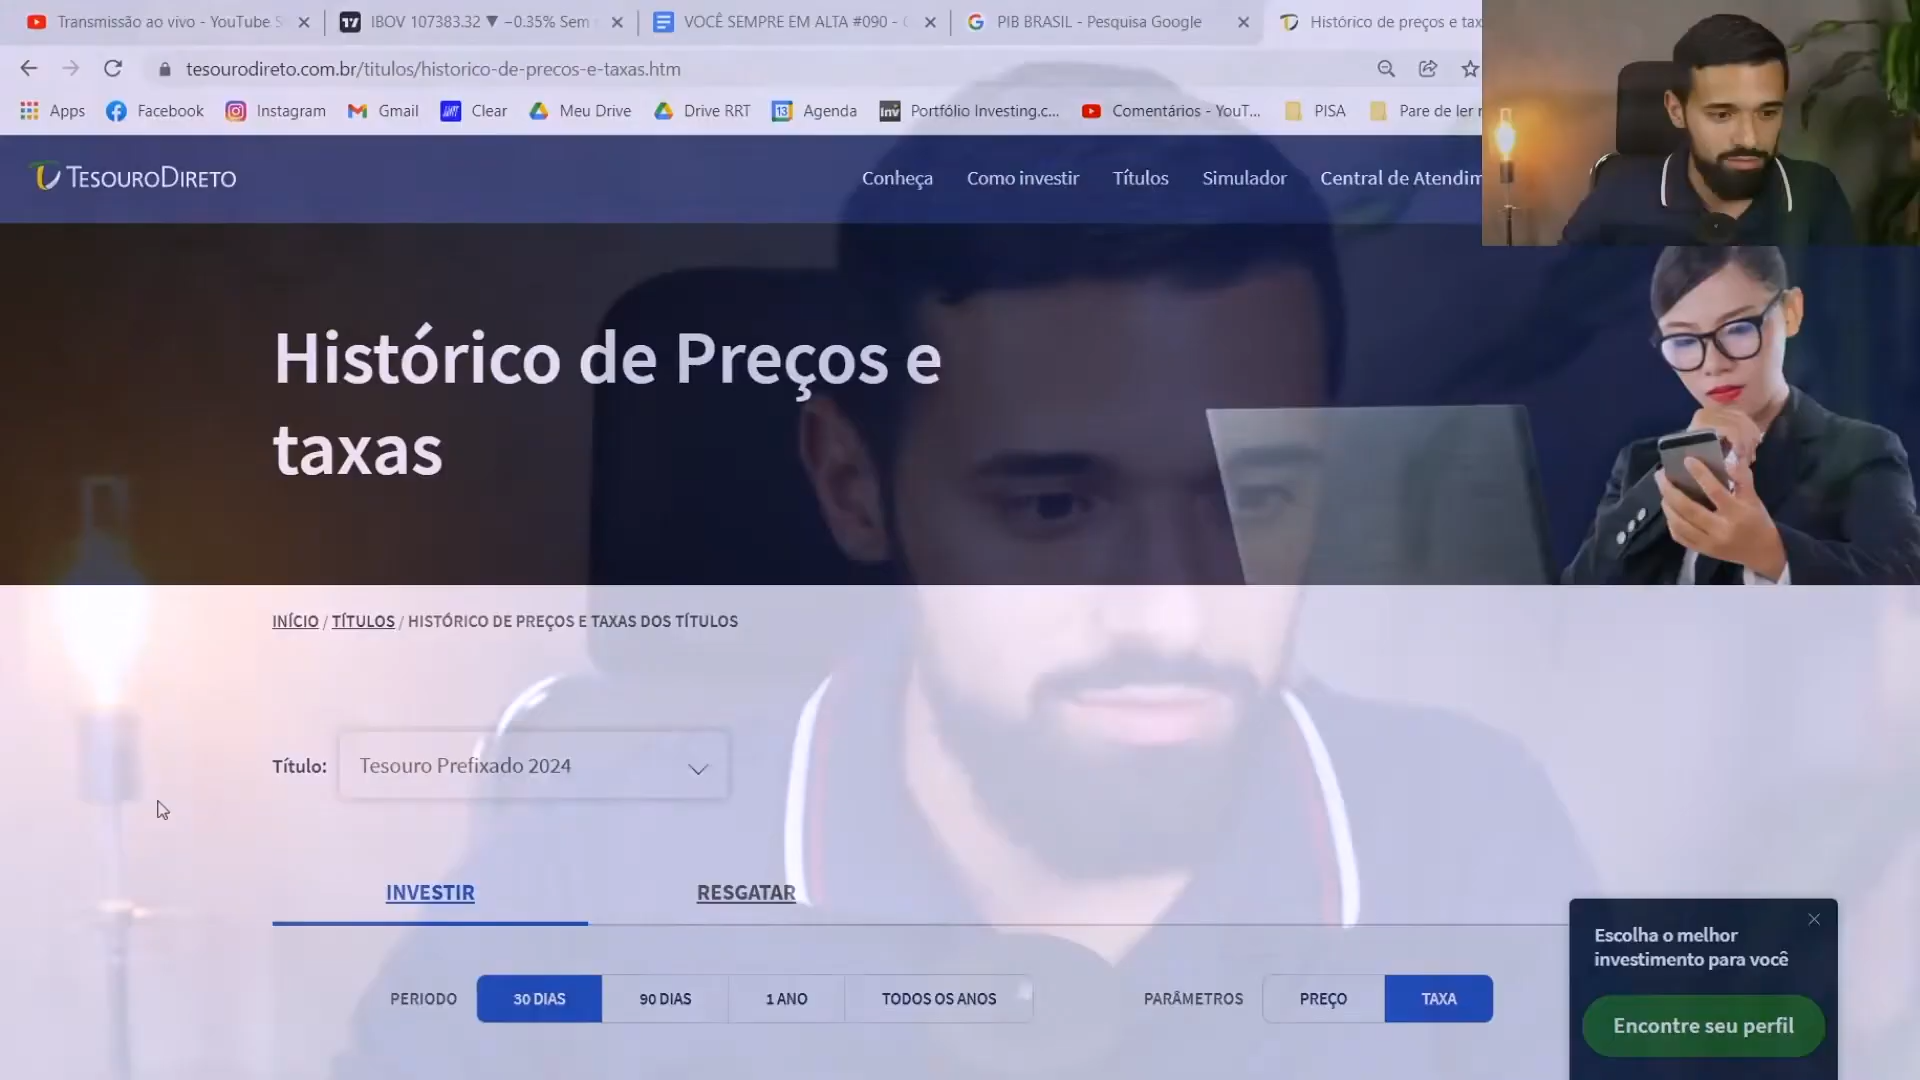 Transmissão ao vivo - YouTube S
IBOV 107383.32 ▼ −0.35% Sem
VOCÊ SEMPRE EM ALTA #090 -
PIB BRASIL - Pesquisa Google
Histórico de preços e tax
tesourodireto.com.br/titulos/historico-de-precos-e-taxas.htm
Apps
Facebook
Instagram
Gmail
Clear
Meu Drive
Drive RRT
13
Agenda
Inv
Portfólio Investing.c...
Comentários - YouT...
PISA
Pare de ler
TESOURODIRETO
Conheça
Como investir
Títulos
Simulador
Central de Atendim
Histórico de Preços e
taxas
INÍCIO / TÍTULOS / HISTÓRICO DE PREÇOS E TAXAS DOS TÍTULOS
Título:
Tesouro Prefixado 2024
INVESTIR
RESGATAR
PERIODO
30 DIAS
90 DIAS
1 ANO
TODOS OS ANOS
PARÂMETROS
PREÇO
TAXA
Escolha o melhor
investimento para você
Encontre seu perfil